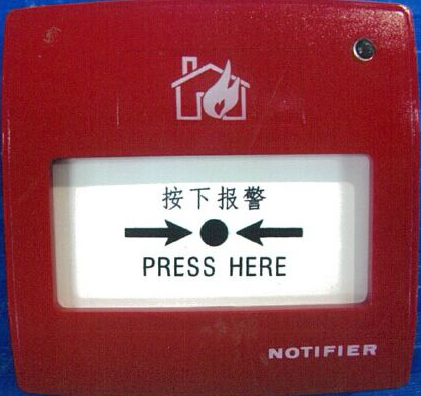 按下报警
PRESS HERE
NOTIFIER